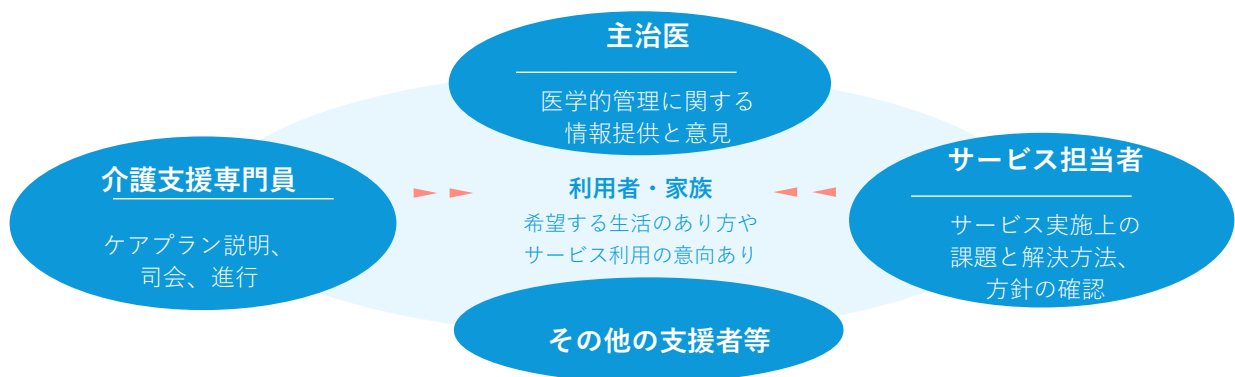 主治医
医学的管理に関する
情報提供と意見
介護支援専門員
ケアプラン説明、
司会、進行
利用者・家族
希望する生活のあり方や
サービス利用の意向あり
サービス担当者
サービス実施上の
課題と解決方法、
方針の確認
その他の支援者等